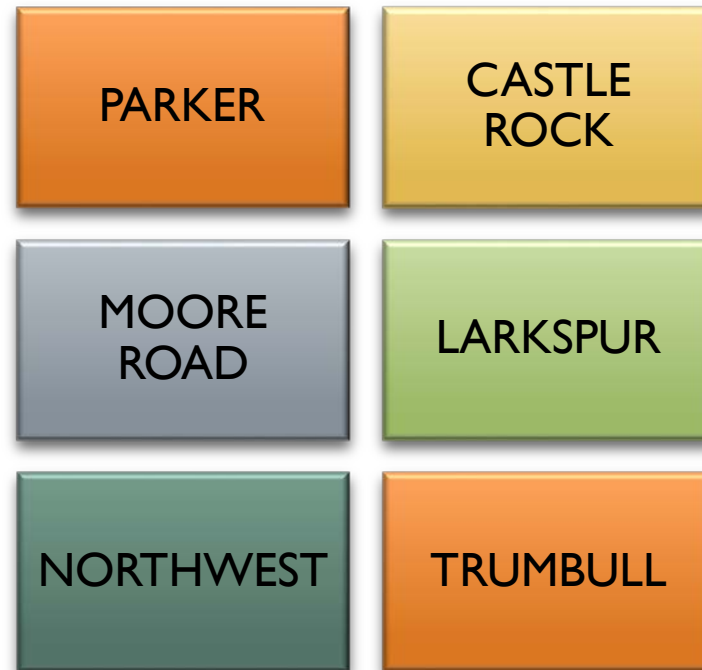 PARKER
CASTLE
ROCK
MOORE
ROAD
LARKSPUR
NORTHWEST
TRUMBULL